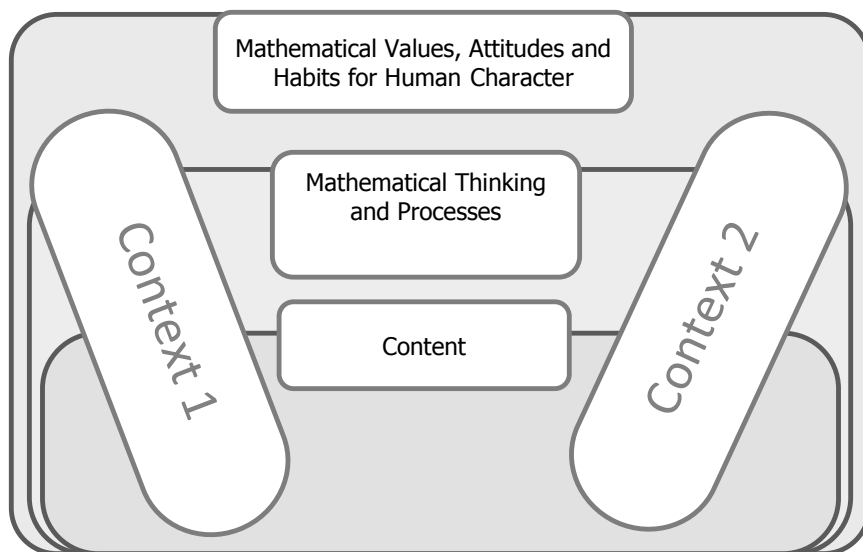 Mathematical Values, Attitudes and
Habits for Human Character
Mathematical Thinking
and Processes
Context 1
Context 2
Content